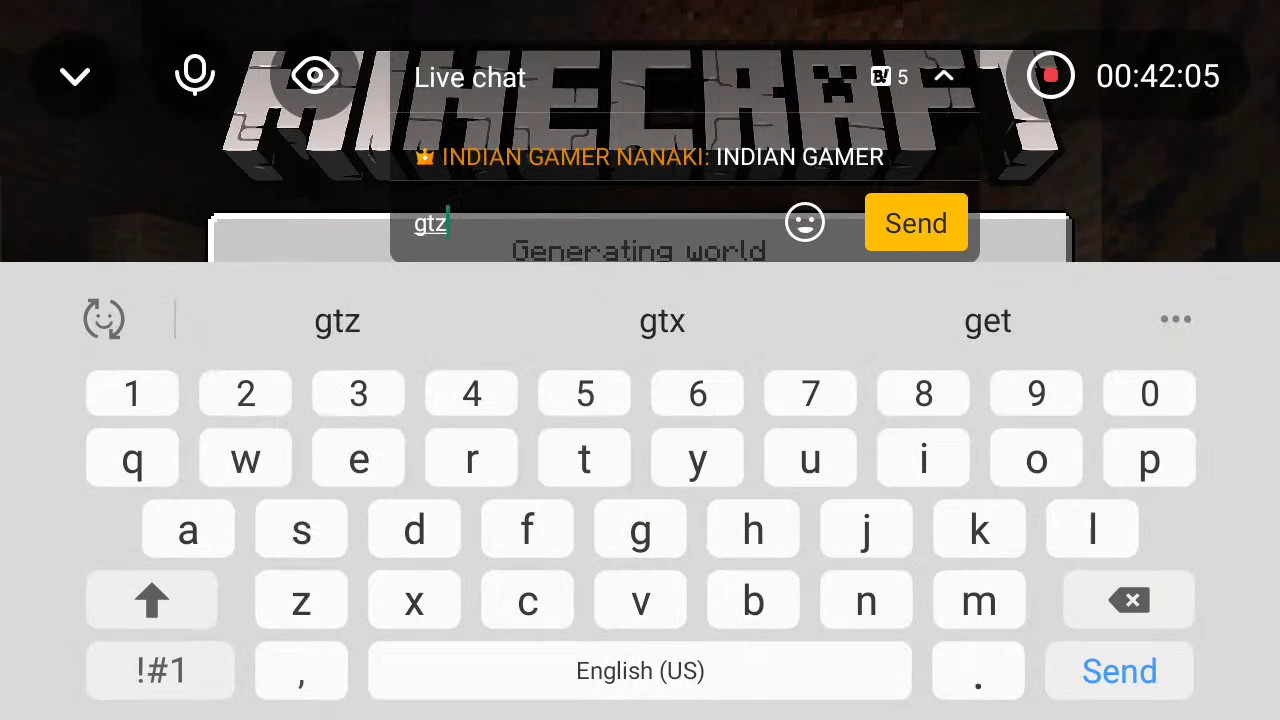 MINECRAFT
Live chat
B! 5
00:42:05
INDIAN GAMER NANAKI: INDIAN GAMER
gtz
Send
Generating world
gtz gtx get
1 2 3 4 5 6 7 8 9 0
q w e r t y u i o p
a s d f g h j k l
z x c v b n m
!#1 , English (US) . Send